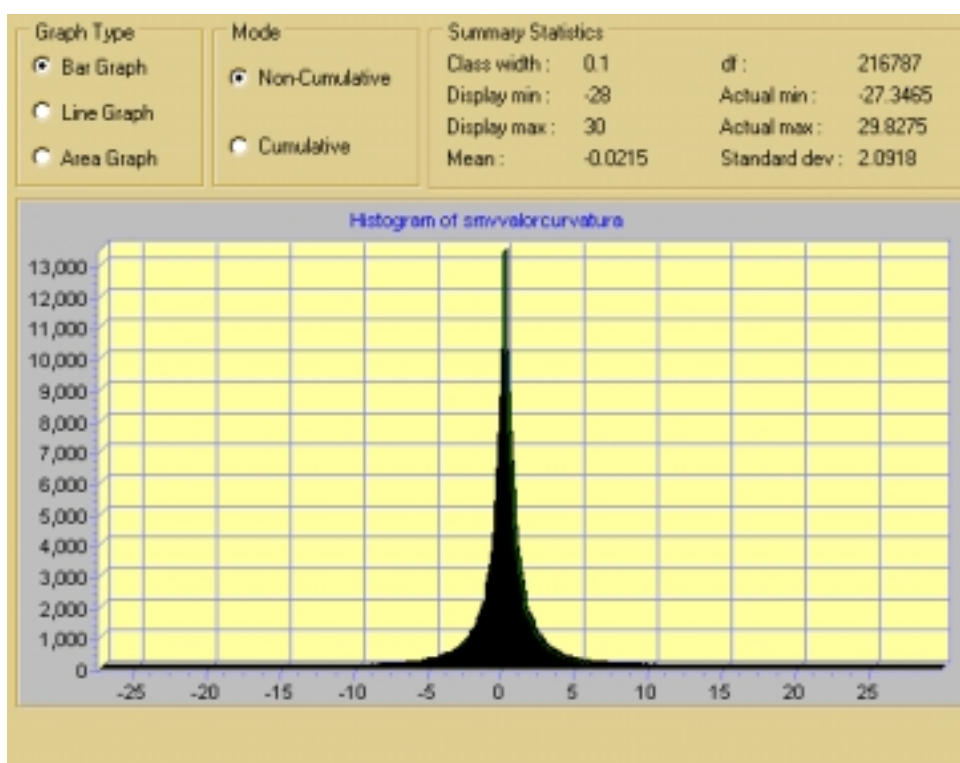 Graph Type
Bar Graph
Line Graph
Area Graph
Mode
Non-Cumulative
Cumulative
Summary Statistics
Class width : 0.1 df : 216787
Display min : -28 Actual min : -27.3465
Display max : 30 Actual max : 29.8275
Mean : -0.0215 Standard dev : 2.0918
Histogram of smvvalorcurvatura
13,000
12,000
11,000
10,000
9,000
8,000
7,000
6,000
5,000
4,000
3,000
2,000
1,000
0
-25 -20 -15 -10 -5 0 5 10 15 20 25